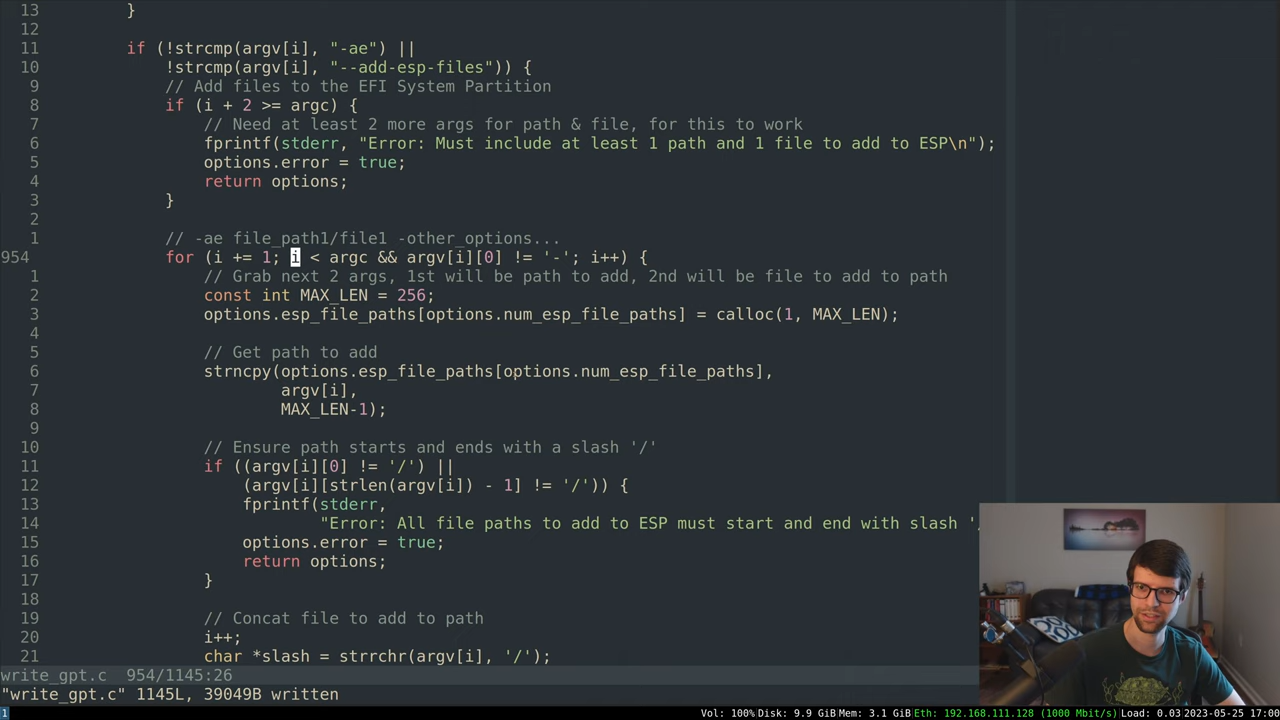 13         }
12
11         if (!strcmp(argv[i], "-ae") ||
10             !strcmp(argv[i], "--add-esp-files")) {
9             // Add files to the EFI System Partition
8             if (i + 2 >= argc) {
7                 // Need at least 2 more args for path & file, for this to work
6                 fprintf(stderr, "Error: Must include at least 1 path and 1 file to add to ESP\n");
5                 options.error = true;
4                 return options;
3             }
2
1             // -ae file_path1/file1 -other_options...
954             for (i += 1; i < argc && argv[i][0] != '-'; i++) {
1                 // Grab next 2 args, 1st will be path to add, 2nd will be file to add to path
2                 const int MAX_LEN = 256;
3                 options.esp_file_paths[options.num_esp_file_paths] = calloc(1, MAX_LEN);
4
5                 // Get path to add
6                 strncpy(options.esp_file_paths[options.num_esp_file_paths],
7                         argv[i],
8                         MAX_LEN-1);
9
10                 // Ensure path starts and ends with a slash '/'
11                 if ((argv[i][0] != '/') ||
12                     (argv[i][strlen(argv[i]) - 1] != '/')) {
13                     fprintf(stderr,
14                             "Error: All file paths to add to ESP must start and end with slash '/
15                     options.error = true;
16                     return options;
17                 }
18
19                 // Concat file to add to path
20                 i++;
21                 char *slash = strrchr(argv[i], '/');
write_gpt.c  954/1145:26
"write_gpt.c" 1145L, 39049B written
1 Vol: 100% Disk: 9.9 GiB Mem: 3.1 GiB Eth: 192.168.111.128 (1000 Mbit/s) Load: 0.03 2023-05-25 17:00